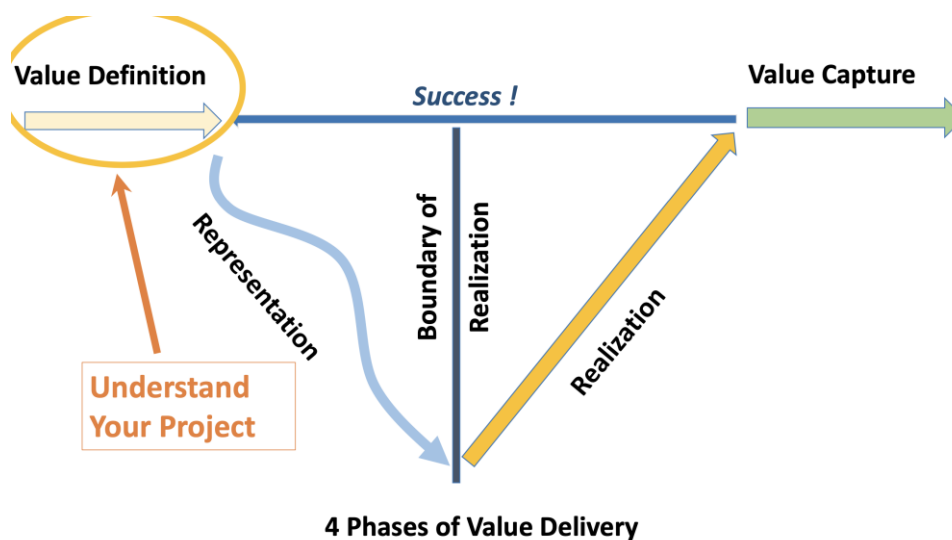 Value Definition
Success !
Value Capture
Representation
Boundary of
Realization
Realization
Understand
Your Project
4 Phases of Value Delivery